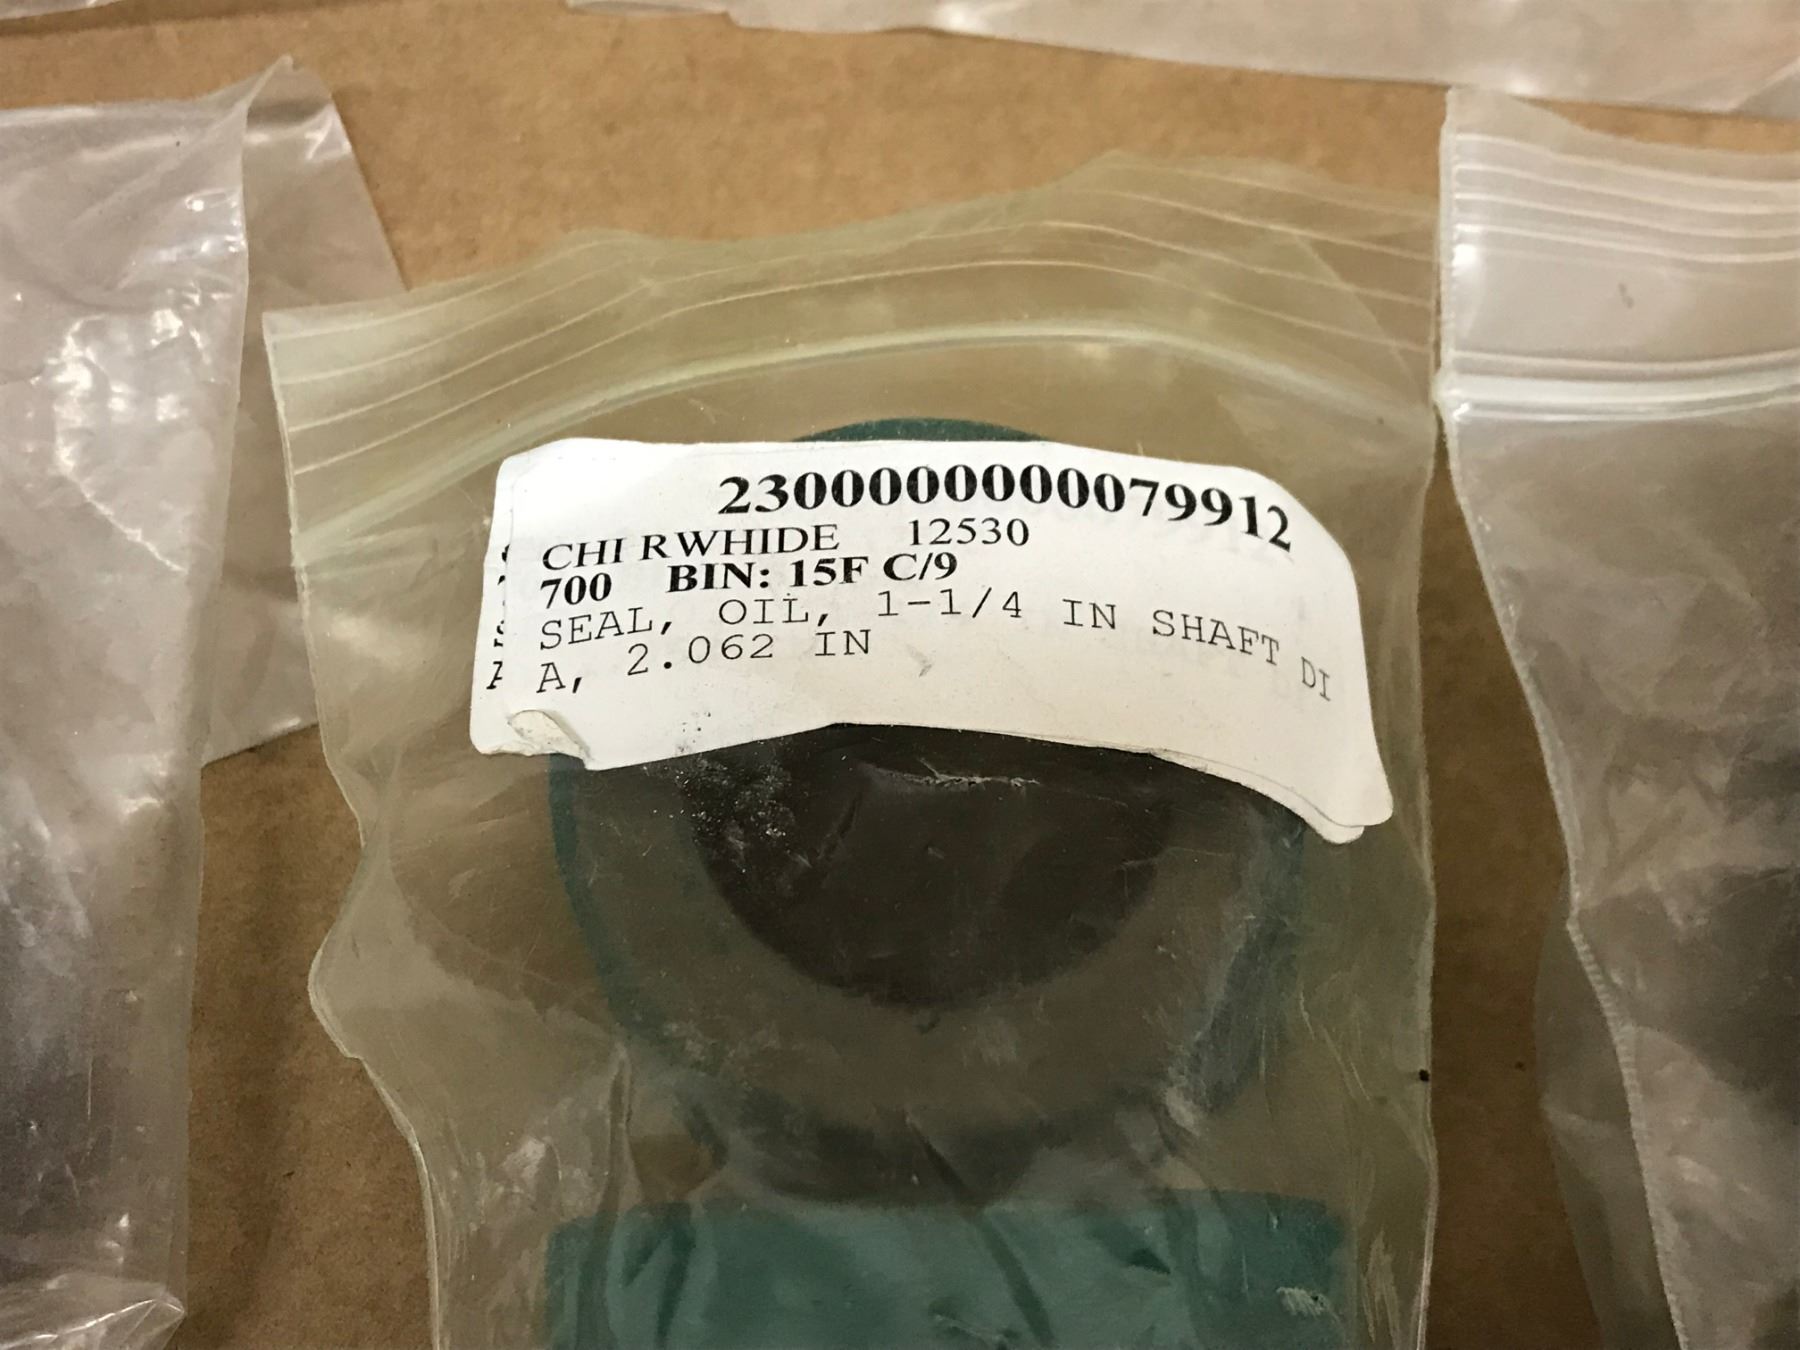 23000000000079912
CHI RWHIDE 12530
700 BIN: 15F C/9
SEAL, OIL, 1-1/4 IN SHAFT DI
A, 2.062 IN